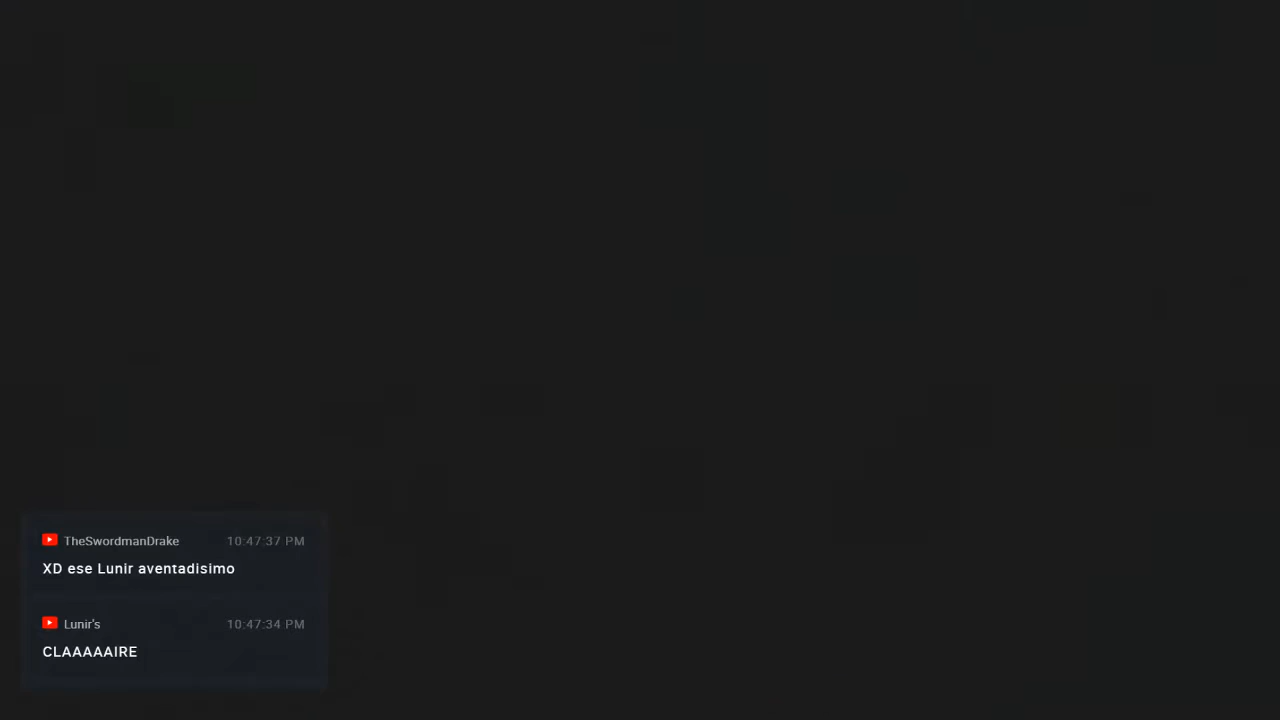 TheSwordmanDrake 10:47:37 PM
XD ese Lunir aventadisimo
Lunir's 10:47:34 PM
CLAAAAAIRE